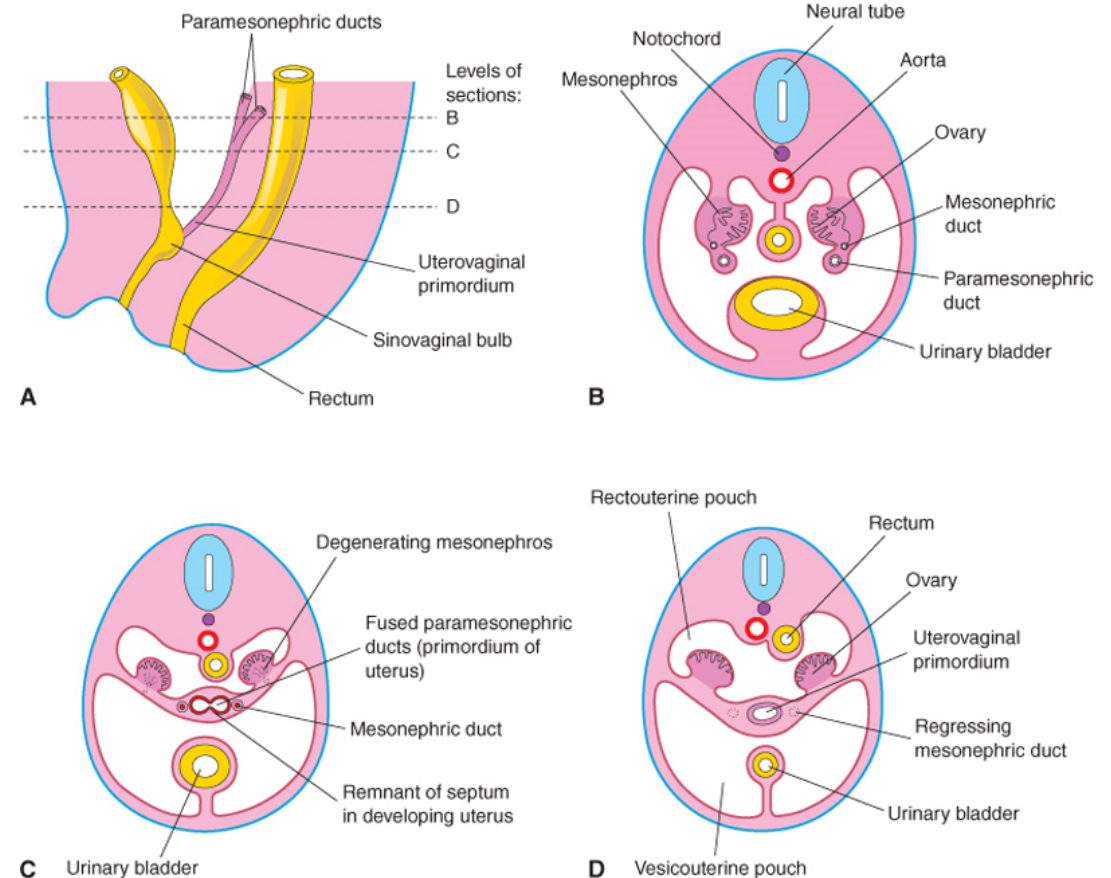 Paramesonephric ducts
Levels of
sections:
B
C
D
Uterovaginal
primordium
Sinovaginal bulb
Rectum
A
Neural tube
Notochord
Aorta
Mesonephros
Ovary
Mesonephric
duct
Paramesonephric
duct
Urinary bladder
B
Degenerating mesonephros
Fused paramesonephric
ducts (primordium of
uterus)
Mesonephric duct
Remnant of septum
in developing uterus
Urinary bladder
C
Rectouterine pouch
Rectum
Ovary
Uterovaginal
primordium
Regressing
mesonephric duct
Urinary bladder
Vesicouterine pouch
D